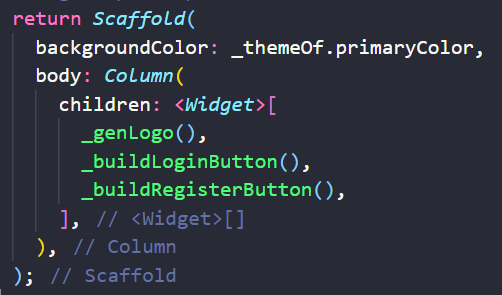 return Scaffold(
backgroundColor: _themeOf.primaryColor,
body: Column(
children: <Widget>[
_genLogo(),
_buildLoginButton(),
_buildRegisterButton(),
], // <Widget>[]
), // Column
); // Scaffold